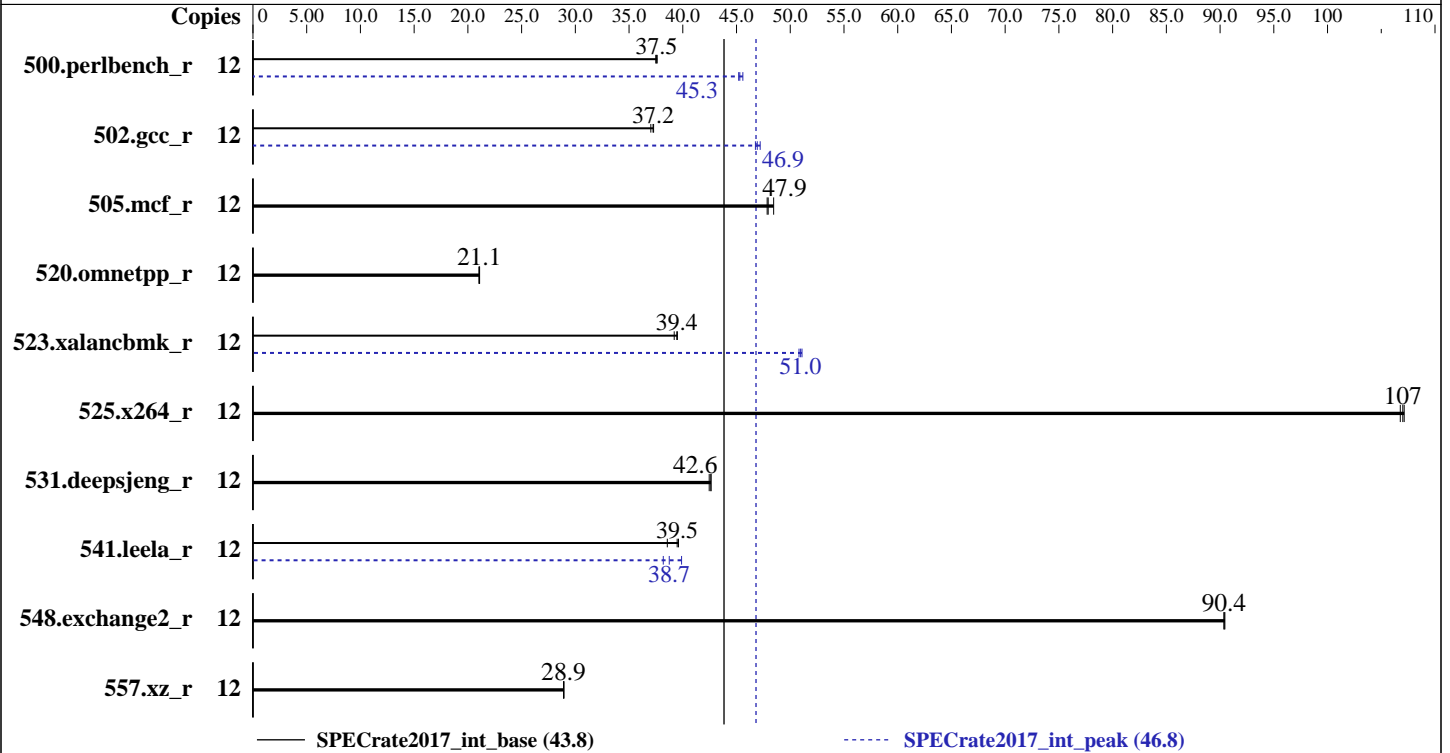 Copies 0 5.00 10.0 15.0 20.0 25.0 30.0 35.0 40.0 45.0 50.0 55.0 60.0 65.0 70.0 75.0 80.0 85.0 90.0 95.0 100 110
37.5
500.perlbench_r 12
45.3
37.2
502.gcc_r 12
46.9
47.9
505.mcf_r 12
21.1
520.omnetpp_r 12
39.4
523.xalancbmk_r 12
51.0
107
525.x264_r 12
42.6
531.deepsjeng_r 12
39.5
541.leela_r 12
38.7
90.4
548.exchange2_r 12
28.9
557.xz_r 12
SPECrate2017_int_base (43.8) SPECrate2017_int_peak (46.8)